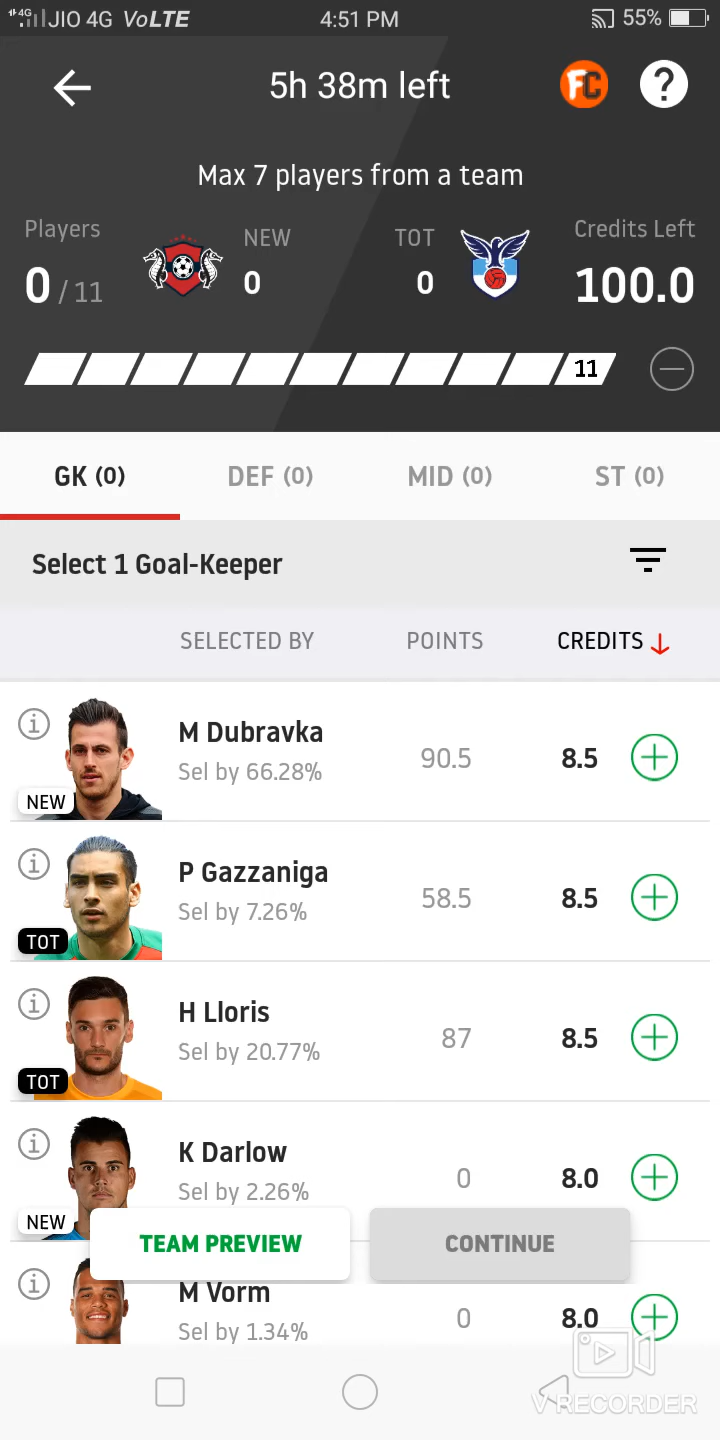 4G JIO 4G VoLTE 4:51 PM 55%
5h 38m left FC ?
Max 7 players from a team
Players NEW TOT Credits Left
0 / 11 0 0 100.0
11
GK (0) DEF (0) MID (0) ST (0)
Select 1 Goal-Keeper
SELECTED BY POINTS CREDITS
M Dubravka
Sel by 66.28% 90.5 8.5
NEW
P Gazzaniga
Sel by 7.26% 58.5 8.5
TOT
H Lloris
Sel by 20.77% 87 8.5
TOT
K Darlow
Sel by 2.26% 0 8.0
NEW
TEAM PREVIEW CONTINUE
M Vorm
Sel by 1.34% 0 8.0
V RECORDER